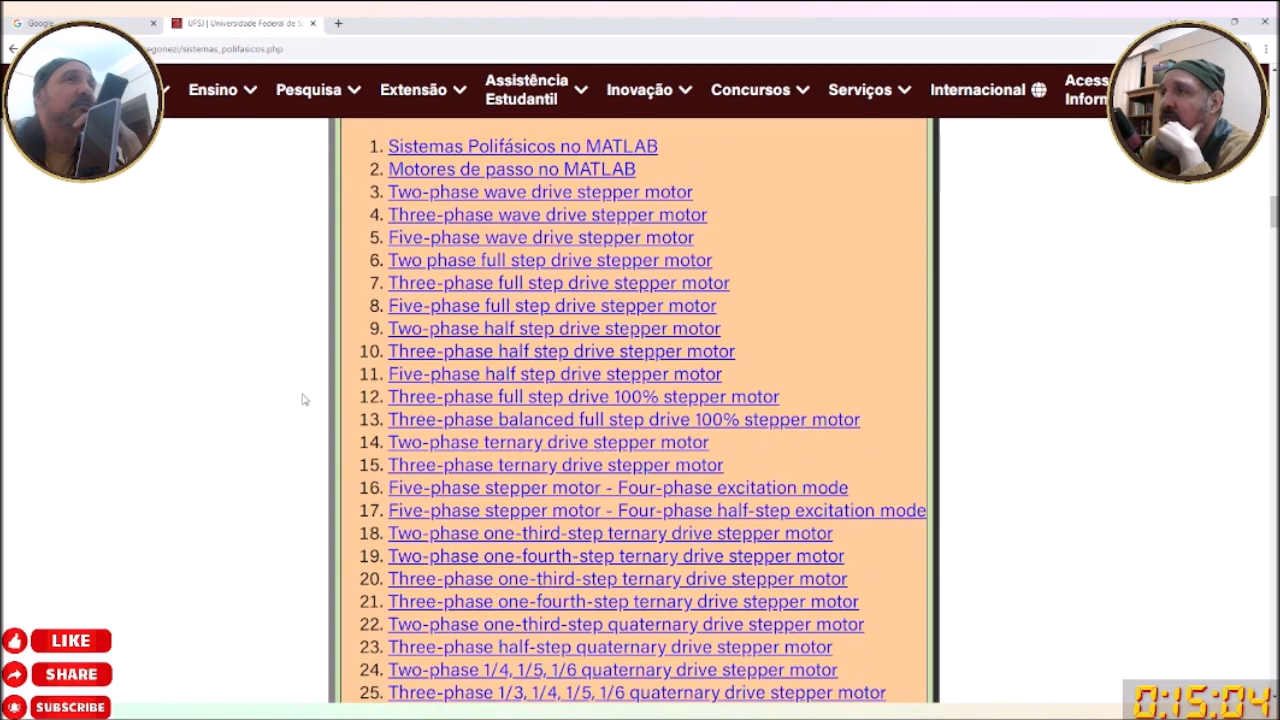 Google
UFSJ | Universidade Federal de S
egonezi/sistemas_polifasicos.php
Ensino
Pesquisa
Extensão
Assistência
Estudantil
Inovação
Concursos
Serviços
Internacional
Acess
Inform
1. Sistemas Polifásicos no MATLAB
2. Motores de passo no MATLAB
3. Two-phase wave drive stepper motor
4. Three-phase wave drive stepper motor
5. Five-phase wave drive stepper motor
6. Two phase full step drive stepper motor
7. Three-phase full step drive stepper motor
8. Five-phase full step drive stepper motor
9. Two-phase half step drive stepper motor
10. Three-phase half step drive stepper motor
11. Five-phase half step drive stepper motor
12. Three-phase full step drive 100% stepper motor
13. Three-phase balanced full step drive 100% stepper motor
14. Two-phase ternary drive stepper motor
15. Three-phase ternary drive stepper motor
16. Five-phase stepper motor - Four-phase excitation mode
17. Five-phase stepper motor - Four-phase half-step excitation mode
18. Two-phase one-third-step ternary drive stepper motor
19. Two-phase one-fourth-step ternary drive stepper motor
20. Three-phase one-third-step ternary drive stepper motor
21. Three-phase one-fourth-step ternary drive stepper motor
22. Two-phase one-third-step quaternary drive stepper motor
23. Three-phase half-step quaternary drive stepper motor
24. Two-phase 1/4, 1/5, 1/6 quaternary drive stepper motor
25. Three-phase 1/3, 1/4, 1/5, 1/6 quaternary drive stepper motor
LIKE
SHARE
SUBSCRIBE
0:15:04